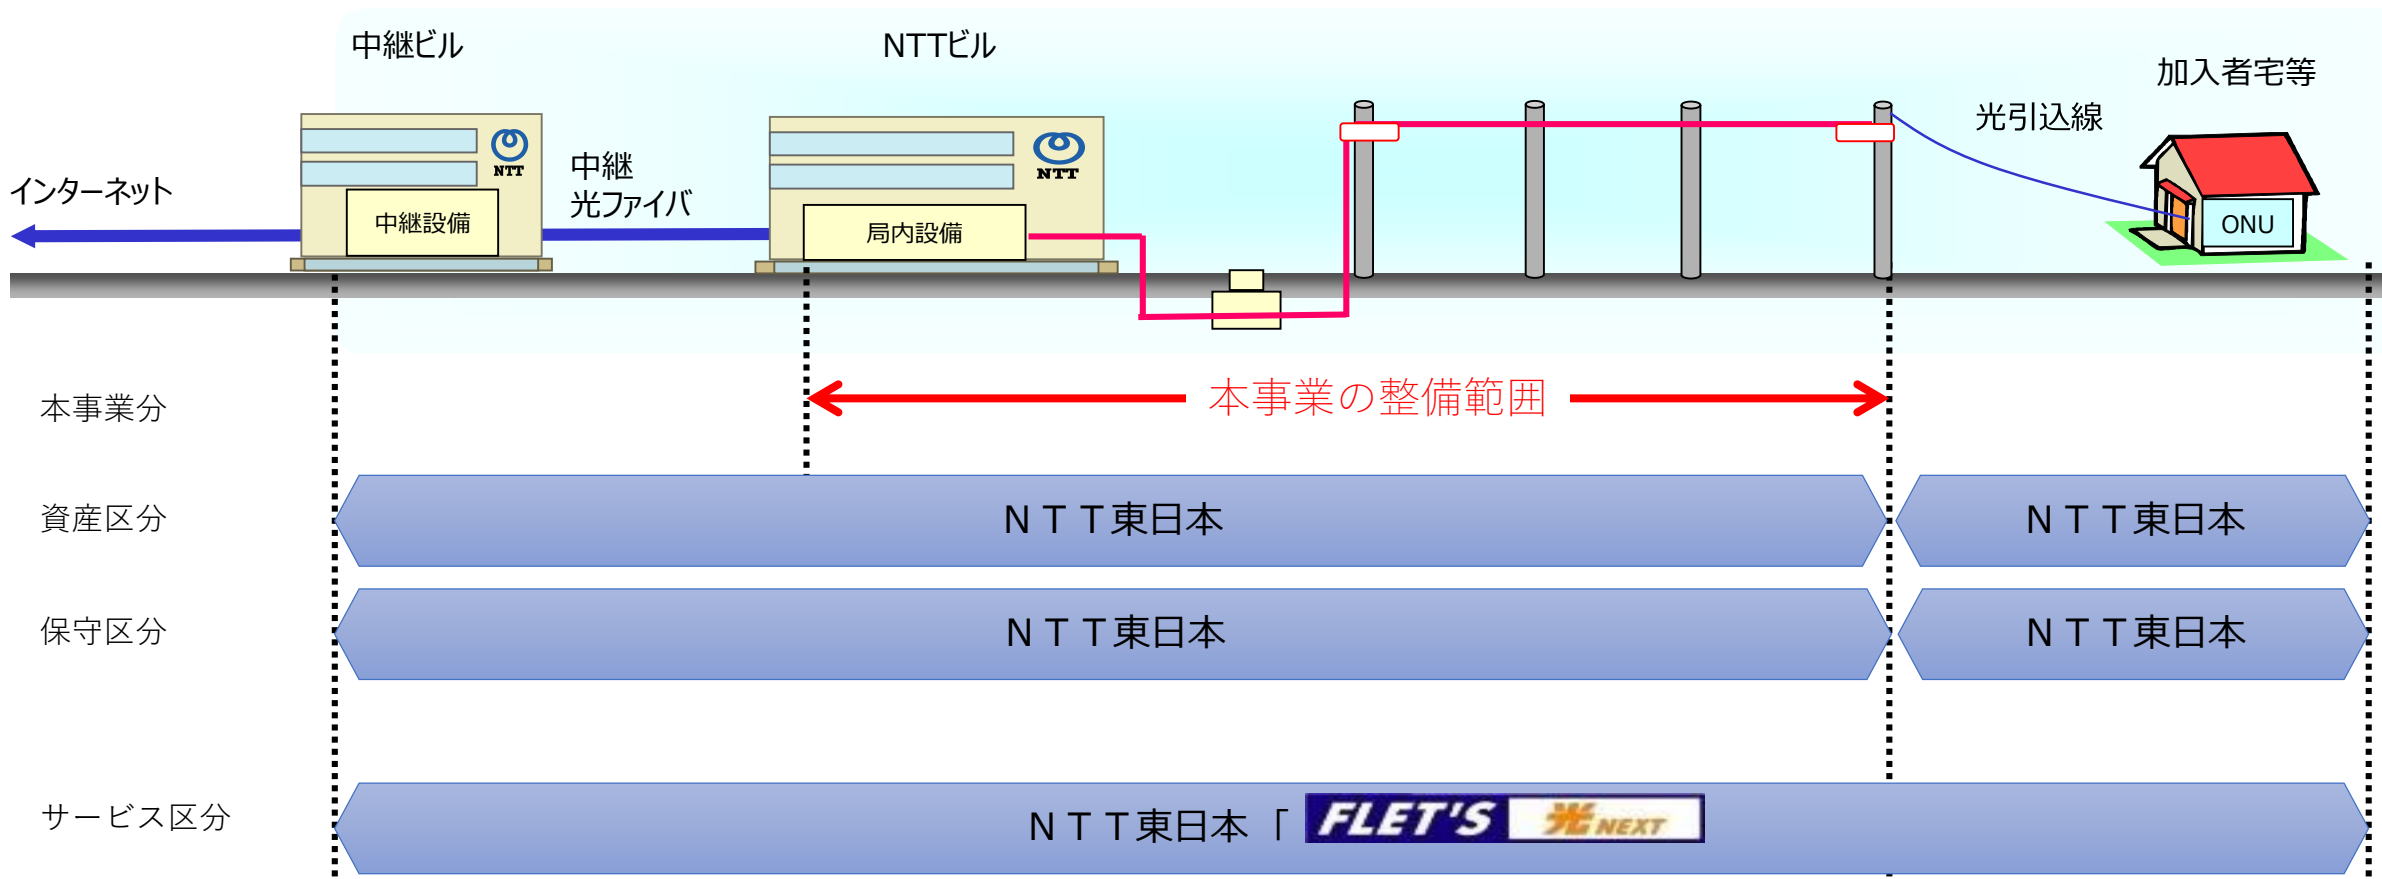 中継ビル
NTTビル
加入者宅等
光引込線
インターネット
NTT
中継
光ファイバ
NTT
中継設備
局内設備
ONU
本事業分
本事業の整備範囲
資産区分
ＮＴＴ東日本
ＮＴＴ東日本
保守区分
ＮＴＴ東日本
ＮＴＴ東日本
サービス区分
ＮＴＴ東日本「 FLET'S 光 NEXT